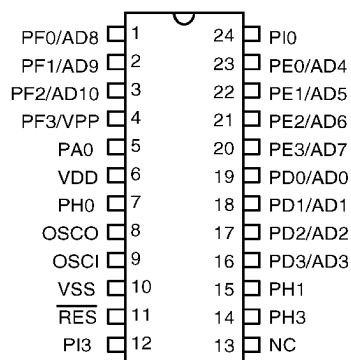 PF0/AD8 1 24 PI0
PF1/AD9 2 23 PE0/AD4
PF2/AD10 3 22 PE1/AD5
PF3/VPP 4 21 PE2/AD6
PA0 5 20 PE3/AD7
VDD 6 19 PD0/AD0
PH0 7 18 PD1/AD1
OSCO 8 17 PD2/AD2
OSCI 9 16 PD3/AD3
VSS 10 15 PH1
RES 11 14 PH3
PI3 12 13 NC